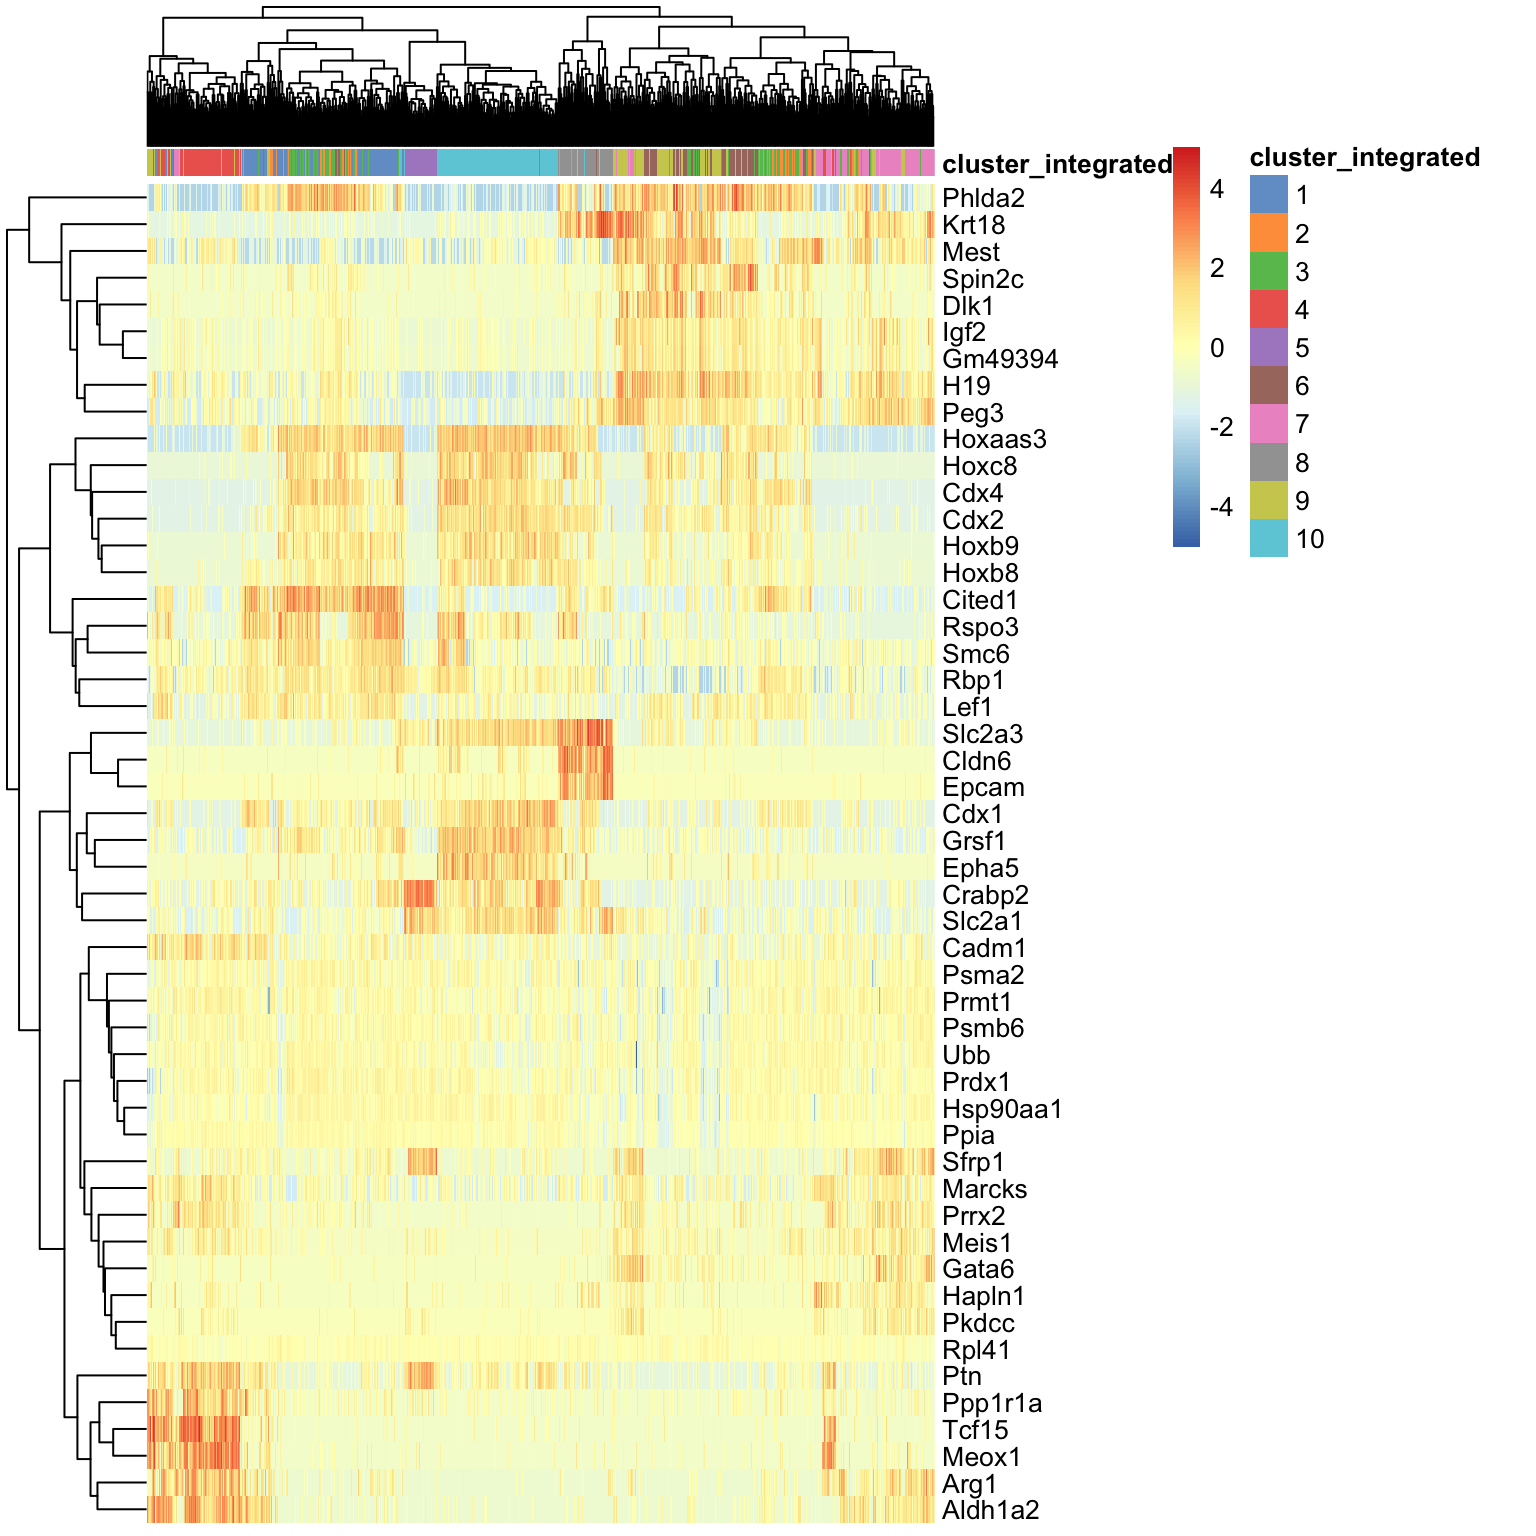 cluster_integrated
Phlda2
Krt18
Mest
Spin2c
Dlk1
Igf2
Gm49394
H19
Peg3
Hoxaas3
Hoxc8
Cdx4
Cdx2
Hoxb9
Hoxb8
Cited1
Rspo3
Smc6
Rbp1
Lef1
Slc2a3
Cldn6
Epcam
Cdx1
Grsf1
Epha5
Crabp2
Slc2a1
Cadm1
Psma2
Prmt1
Psmb6
Ubb
Prdx1
Hsp90aa1
Ppia
Sfrp1
Marcks
Prrx2
Meis1
Gata6
Hapln1
Pkdcc
Rpl41
Ptn
Ppp1r1a
Tcf15
Meox1
Arg1
Aldh1a2
4
2
0
-2
-4
cluster_integrated
1
2
3
4
5
6
7
8
9
10